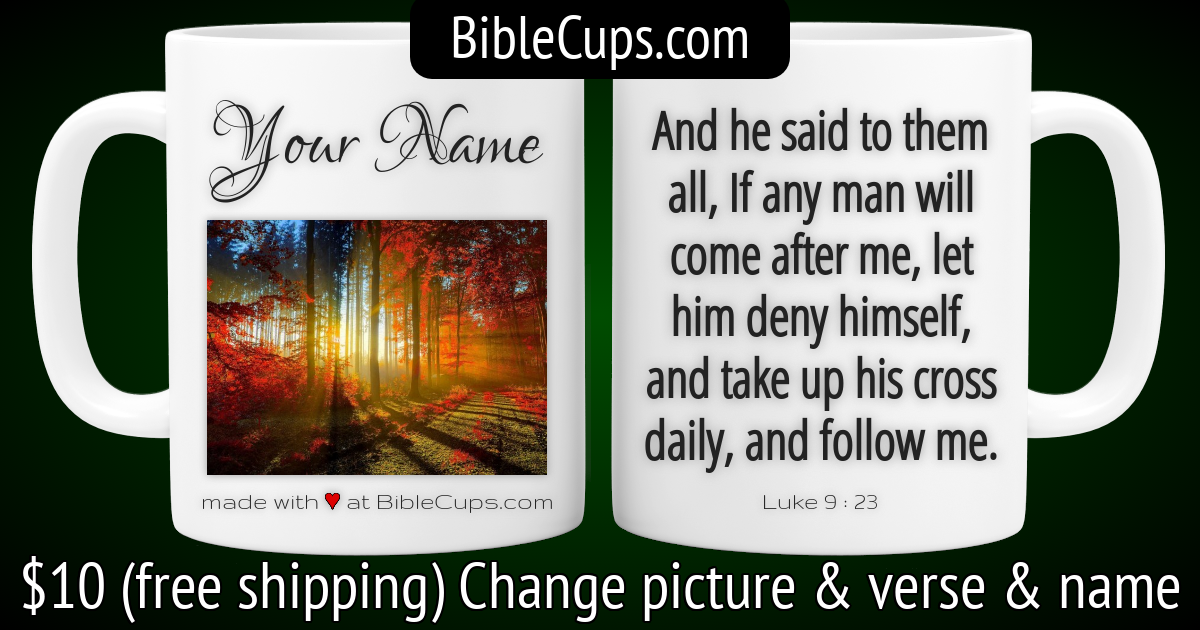 BibleCups.com
Your Name
made with ♥ at BibleCups.com
And he said to them
all, If any man will
come after me, let
him deny himself,
and take up his cross
daily, and follow me.
Luke 9 : 23
$10 (free shipping) Change picture & verse & name